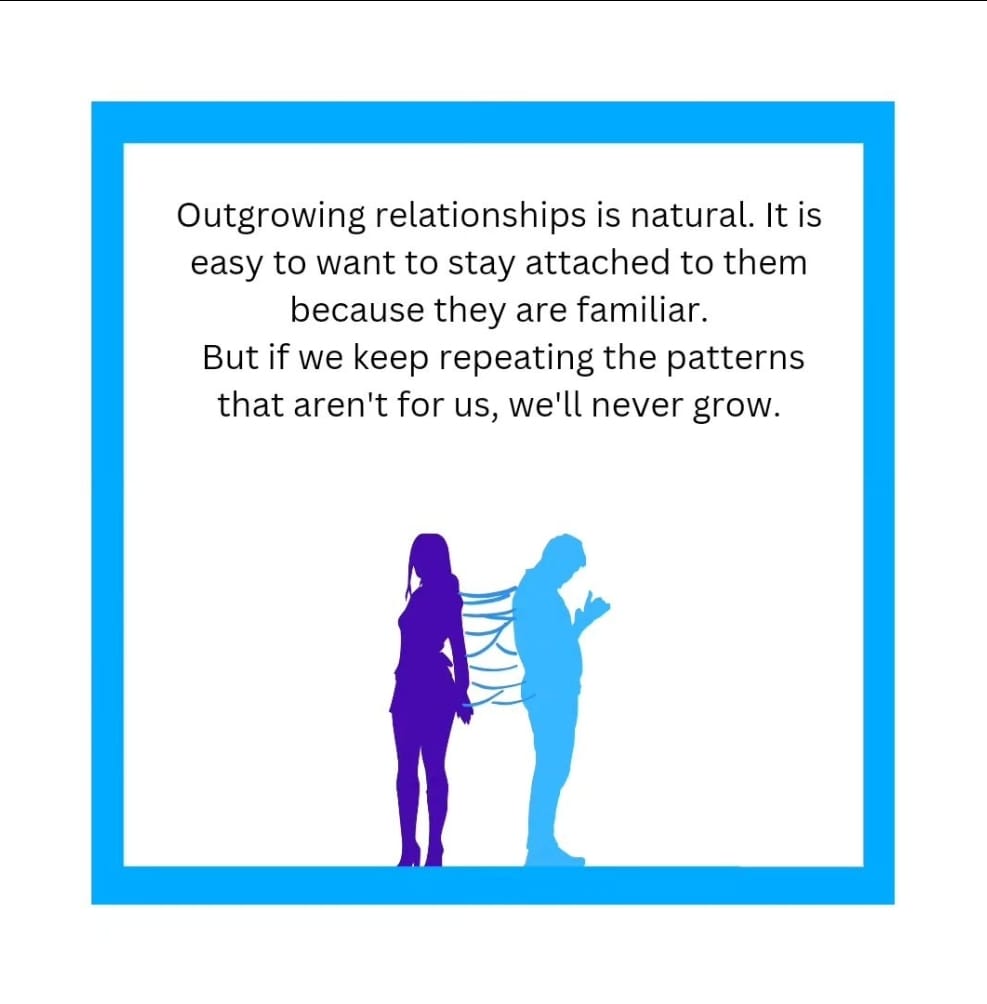 Outgrowing relationships is natural. It is
easy to want to stay attached to them
because they are familiar.
But if we keep repeating the patterns
that aren't for us, we'll never grow.